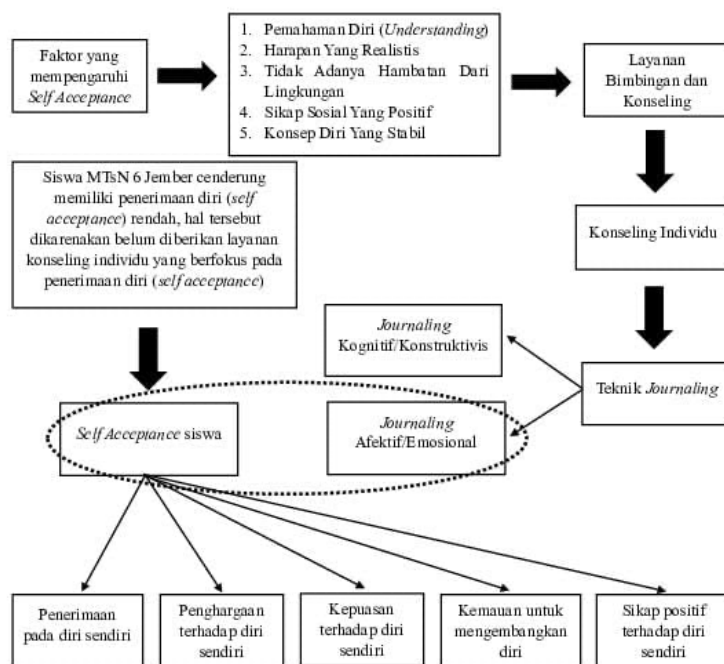 Faktor yang
mempengaruhi
Self Acceptance
1. Pemahaman Diri (Understanding)
2. Harapan Yang Realistis
3. Tidak Adanya Hambatan Dari
Lingkungan
4. Sikap Sosial Yang Positif
5. Konsep Diri Yang Stabil
Layanan
Bimbingan dan
Konseling
Siswa MTsN 6 Jember cenderung
memiliki penerimaan diri (self
acceptance) rendah, hal tersebut
dikarenakan belum diberikan layanan
konseling individu yang berfokus pada
penerimaan diri (self acceptance)
Konseling Individu
Journaling
Kognitif/Konstruktivis
Teknik Journaling
Self Acceptance siswa
Journaling
Afektif/Emosional
Penerimaan
pada diri sendiri
Penghargaan
terhadap diri
sendiri
Kepuasan
terhadap diri
sendiri
Kemauan untuk
mengembangkan
diri
Sikap positif
terhadap diri
sendiri